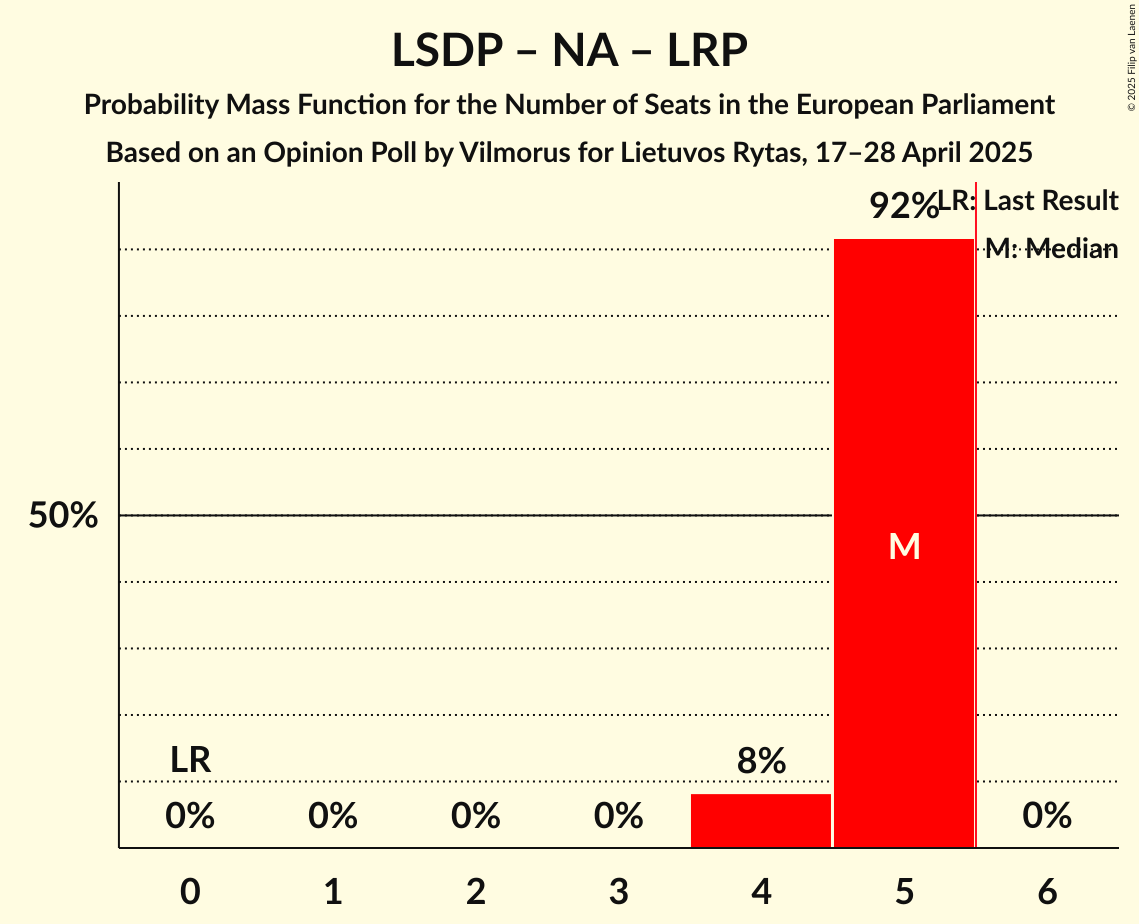 LSDP – NA – LRP
Probability Mass Function for the Number of Seats in the European Parliament
Based on an Opinion Poll by Vilmorus for Lietuvos Rytas, 17–28 April 2025
© 2025 Filip van Laenen
LR: Last Result
M: Median
92%
50%
M
LR
8%
0%
0%
0%
0%
0%
0
1
2
3
4
5
6